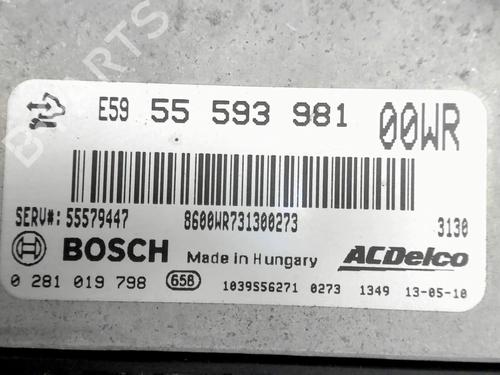 B PARTS
E59 55 593 981 00WR
SERV#: 55579447 8600WR731300273 3130
BOSCH Made in Hungary ACDelco
0 281 019 798 658 1039S56271 0273 1349 13-05-10